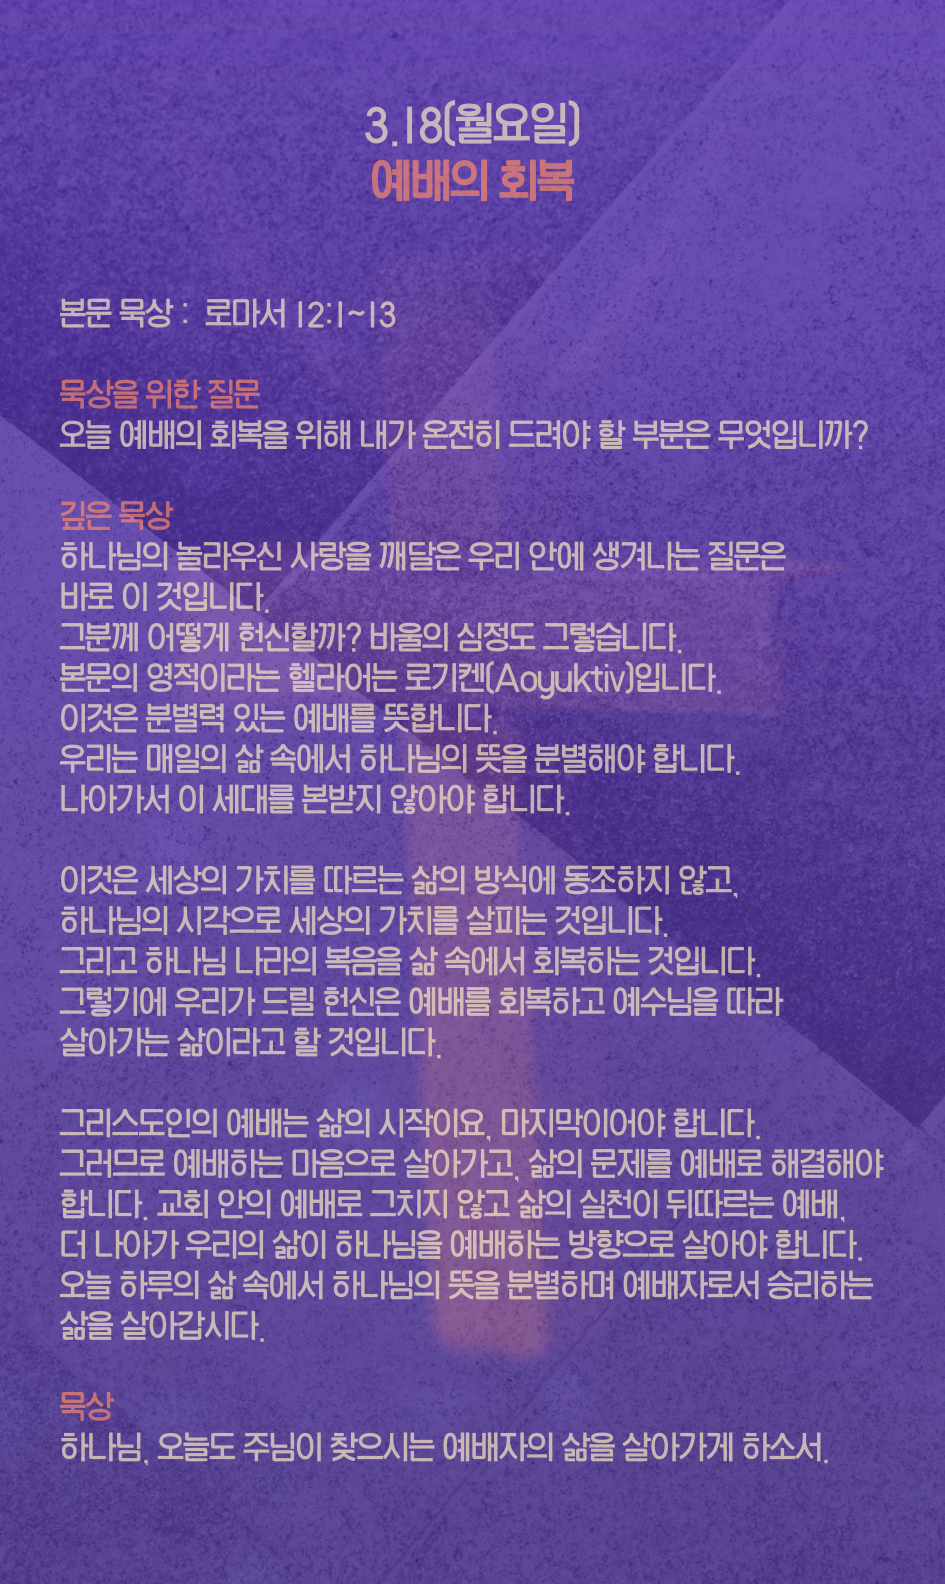 3.18(월요일)
예배의 회복
본문 묵상 : 로마서 12:1~13
묵상을 위한 질문
오늘 예배의 회복을 위해 내가 온전히 드려야 할 부분은 무엇입니까?
깊은 묵상
하나님의 놀라우신 사랑을 깨달은 우리 안에 생겨나는 질문은
바로 이 것입니다.
그분께 어떻게 헌신할까? 바울의 심정도 그렇습니다.
본문의 영적이라는 헬라어는 로기켄(Aoyuktiv)입니다.
이것은 분별력 있는 예배를 뜻합니다.
우리는 매일의 삶 속에서 하나님의 뜻을 분별해야 합니다.
나아가서 이 세대를 본받지 않아야 합니다.
이것은 세상의 가치를 따르는 삶의 방식에 동조하지 않고,
하나님의 시각으로 세상의 가치를 살피는 것입니다.
그리고 하나님 나라의 복음을 삶 속에서 회복하는 것입니다.
그렇기에 우리가 드릴 헌신은 예배를 회복하고 예수님을 따라
살아가는 삶이라고 할 것입니다.
그리스도인의 예배는 삶의 시작이요, 마지막이어야 합니다.
그러므로 예배하는 마음으로 살아가고, 삶의 문제를 예배로 해결해야
합니다. 교회 안의 예배로 그치지 않고 삶의 실천이 뒤따르는 예배,
더 나아가 우리의 삶이 하나님을 예배하는 방향으로 살아야 합니다.
오늘 하루의 삶 속에서 하나님의 뜻을 분별하며 예배자로서 승리하는
삶을 살아갑시다.
묵상
하나님, 오늘도 주님이 찾으시는 예배자의 삶을 살아가게 하소서.